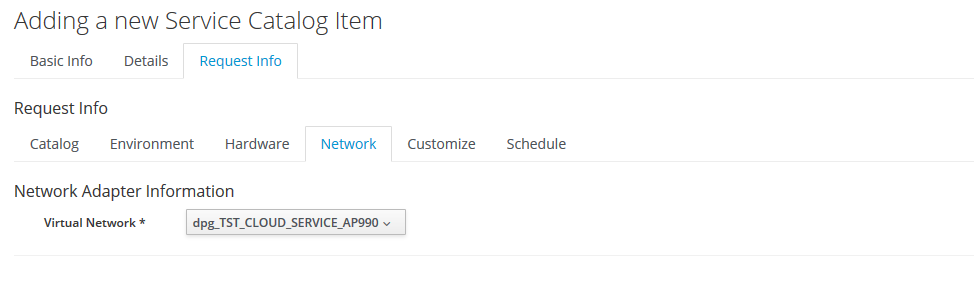 Adding a new Service Catalog Item
Basic Info Details Request Info
Request Info
Catalog Environment Hardware Network Customize Schedule
Network Adapter Information
Virtual Network * dpg_TST_CLOUD_SERVICE_AP990